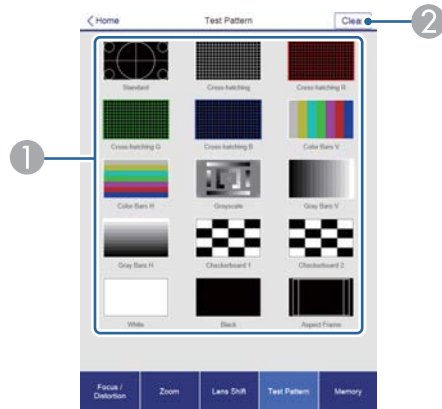 < Home Test Pattern Clear
2
1
Standard Cross-hatching Cross-hatching R
Cross-hatching G Cross-hatching B Color Bars V
Color Bars H Grayscale Gray Bars V
Gray Bars H Checkerboard 1 Checkerboard 2
White Black Aspect Frame
Focus / Distortion Zoom Lens Shift Test Pattern Memory